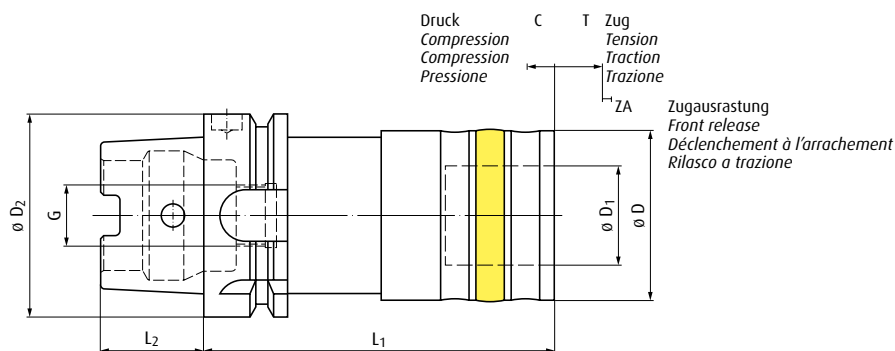 Druck C T Zug
Compression Tension
Compression Traction
Pressione Trazione
ZA Zugausrastung
Front release
Déclenchement à l'arrachement
Rilasco a trazione
ø D₂
G
ø D₁
ø D
L₂
L₁